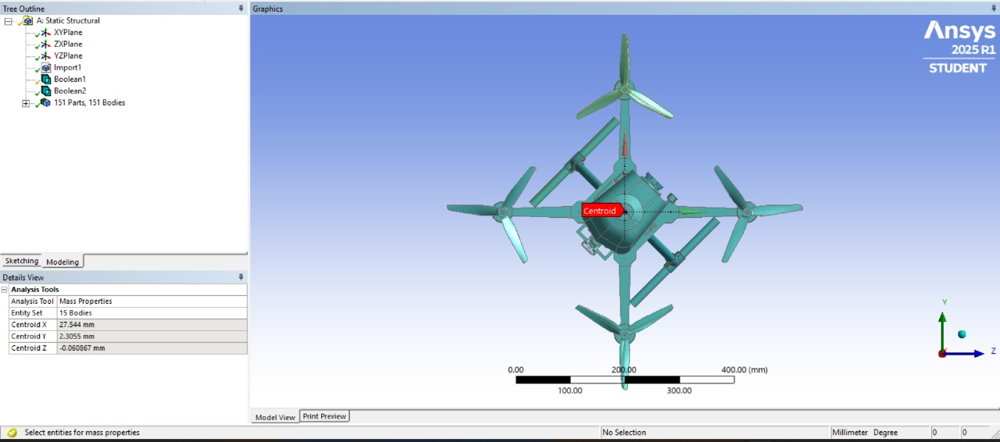 Tree Outline
Graphics
A: Static Structural
XYPlane
ZXPlane
YZPlane
Import1
Boolean1
Boolean2
151 Parts, 151 Bodies
Sketching Modeling
Details View
Analysis Tools
Analysis Tool Mass Properties
Entity Set 15 Bodies
Centroid X 27.544 mm
Centroid Y 2.3055 mm
Centroid Z -0.060867 mm
Ansys
2025 R1
STUDENT
Centroid
Y
Z
0.00 200.00 400.00 (mm)
100.00 300.00
Model View Print Preview
Select entities for mass properties
No Selection
Millimeter Degree 0 0